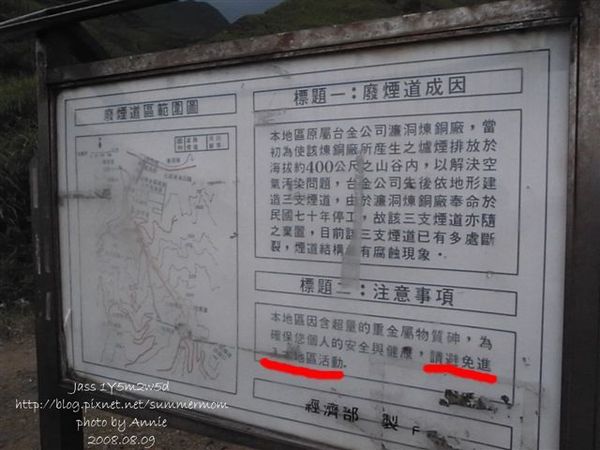 廢煙道區範圍圖
標題一：廢煙道成因
本地區原屬台金公司濂洞煉銅廠，當
初為使該煉銅廠所產生之爐煙排放於
海拔約400公尺之山谷內，以解決空
氣汚染問題，台金公司先後依地形建
造三支煙道，由於濂洞煉銅廠奉命於
民國七十年停工，故該三支煙道亦隨
之棄置，目前該三支煙道已有多處斷
裂，煙道結構有腐蝕現象。
標題二：注意事項
本地區因含超量的重金屬物質砷，為
確保您個人的安全與健康，請避免進
入本地區活動。
經濟部 製
Jass 1Y5m2w5d
http://blog.pixnet.net/summermom
photo by Annie
2008.08.09